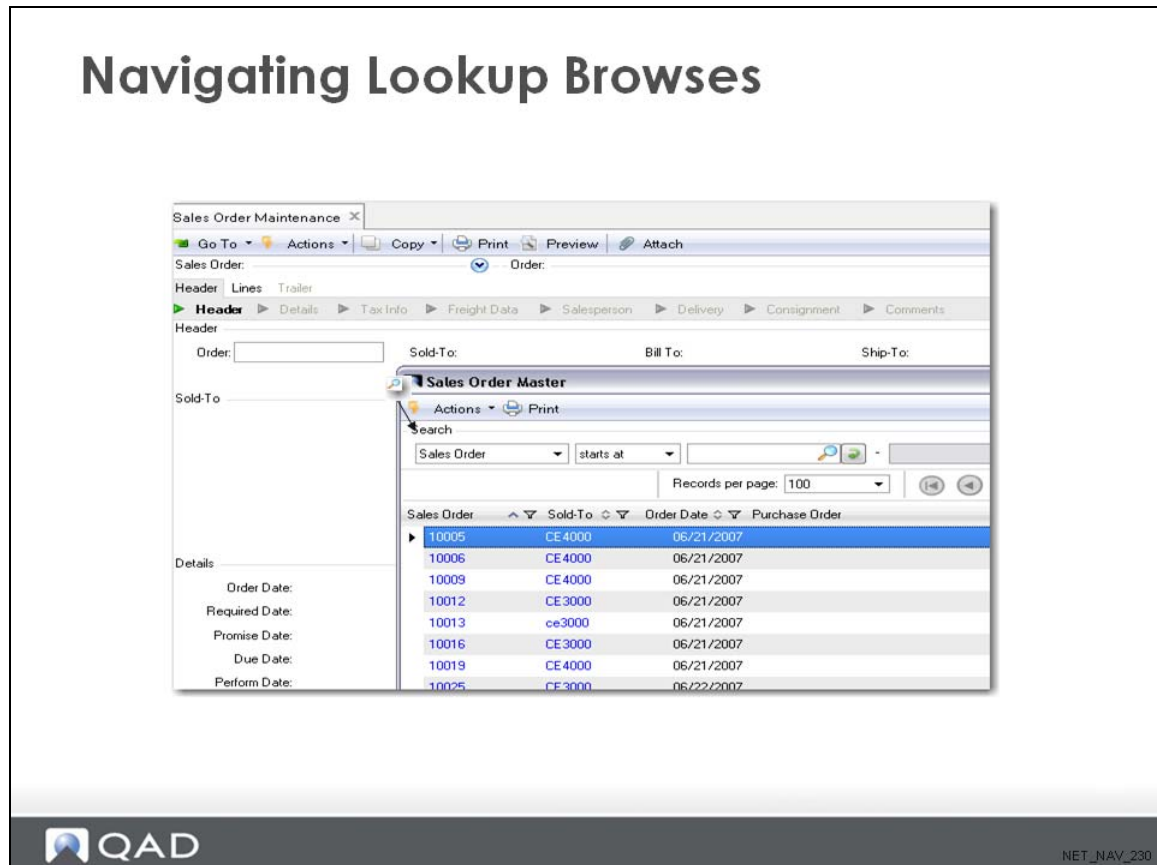 Navigating Lookup Browses
Sales Order Maintenance
Go To Actions Copy Print Preview Attach
Sales Order: Order:
Header Lines Trailer
Header Details Tax Info Freight Data Salesperson Delivery Consignment Comments
Header
Order: Sold-To: Bill To: Ship-To:
Sales Order Master
Sold-To
Actions Print
Search
Sales Order starts at -
Records per page: 100
Sales Order Sold-To Order Date Purchase Order
10005 CE4000 06/21/2007
10006 CE4000 06/21/2007
10009 CE4000 06/21/2007
10012 CE3000 06/21/2007
10013 ce3000 06/21/2007
10016 CE3000 06/21/2007
10019 CE4000 06/21/2007
10025 CE3000 06/22/2007
Details
Order Date:
Required Date:
Promise Date:
Due Date:
Perform Date:
QAD
NET_NAV_230